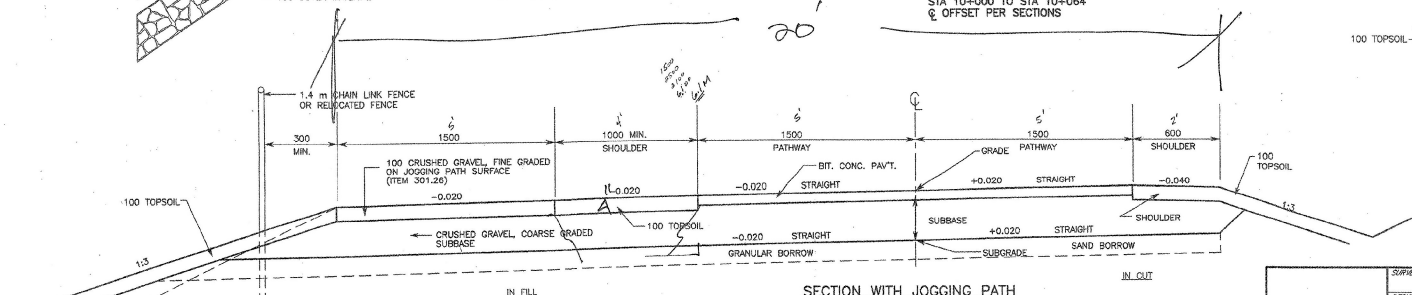 STA 10+000 TO STA 10+064
℄ OFFSET PER SECTIONS
20'
100 TOPSOIL
1.4 m CHAIN LINK FENCE
OR RELOCATED FENCE
℄
300
MIN.
1500
1000 MIN.
SHOULDER
5'
1500
PATHWAY
5'
1500
PATHWAY
2'
600
SHOULDER
GRADE
BIT. CONC. PAV'T.
100 CRUSHED GRAVEL, FINE GRADED
ON JOGGING PATH SURFACE
(ITEM 301.26)
100
TOPSOIL
-0.020
-0.020
-0.020 STRAIGHT
+0.020 STRAIGHT
-0.040
100 TOPSOIL
1:3
100 TOPSOIL
SHOULDER
SUBBASE
CRUSHED GRAVEL, COARSE GRADED
SUBBASE
-0.020 STRAIGHT
+0.020 STRAIGHT
1:3
GRANULAR BORROW
SUBGRADE
SAND BORROW
IN CUT
IN FILL
SECTION WITH JOGGING PATH